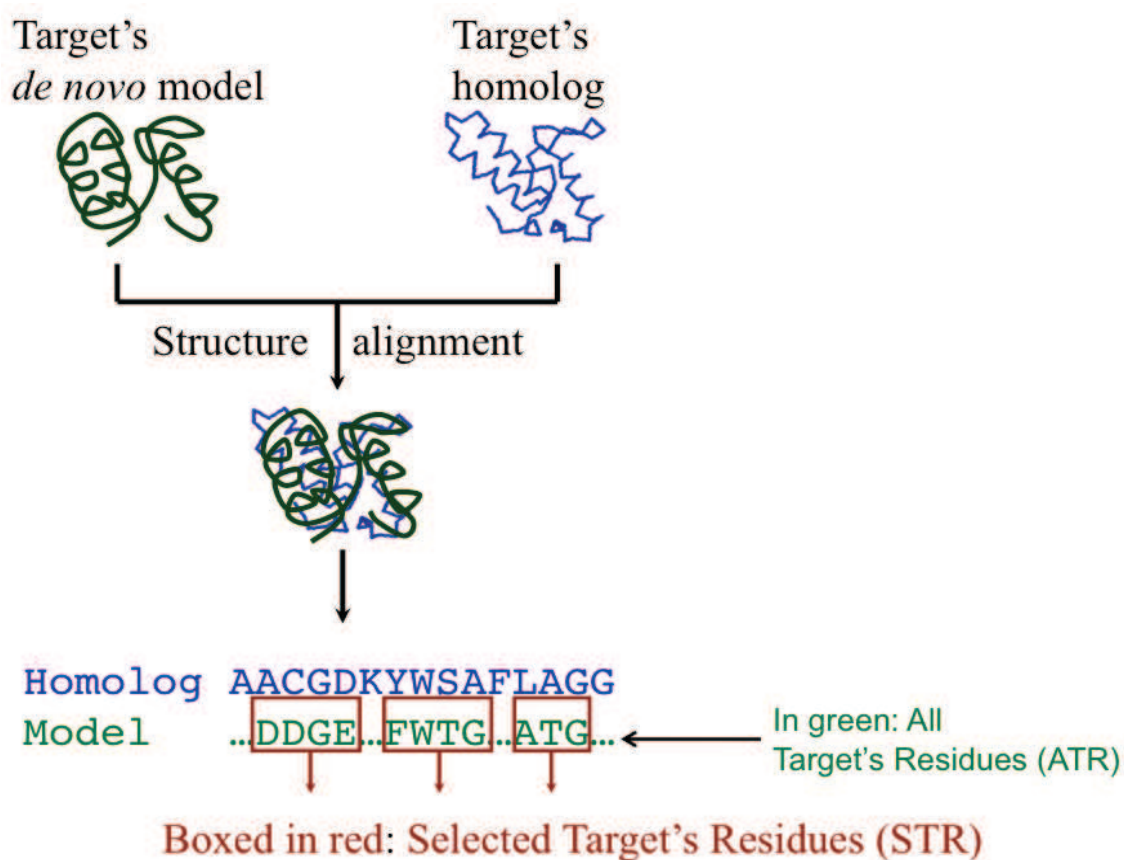 Target's
de novo model
Target's
homolog
Structure alignment
Homolog AACGDKYWSAFLAGG
Model ...DDGE...FWTG...ATG...
In green: All
Target's Residues (ATR)
Boxed in red: Selected Target's Residues (STR)